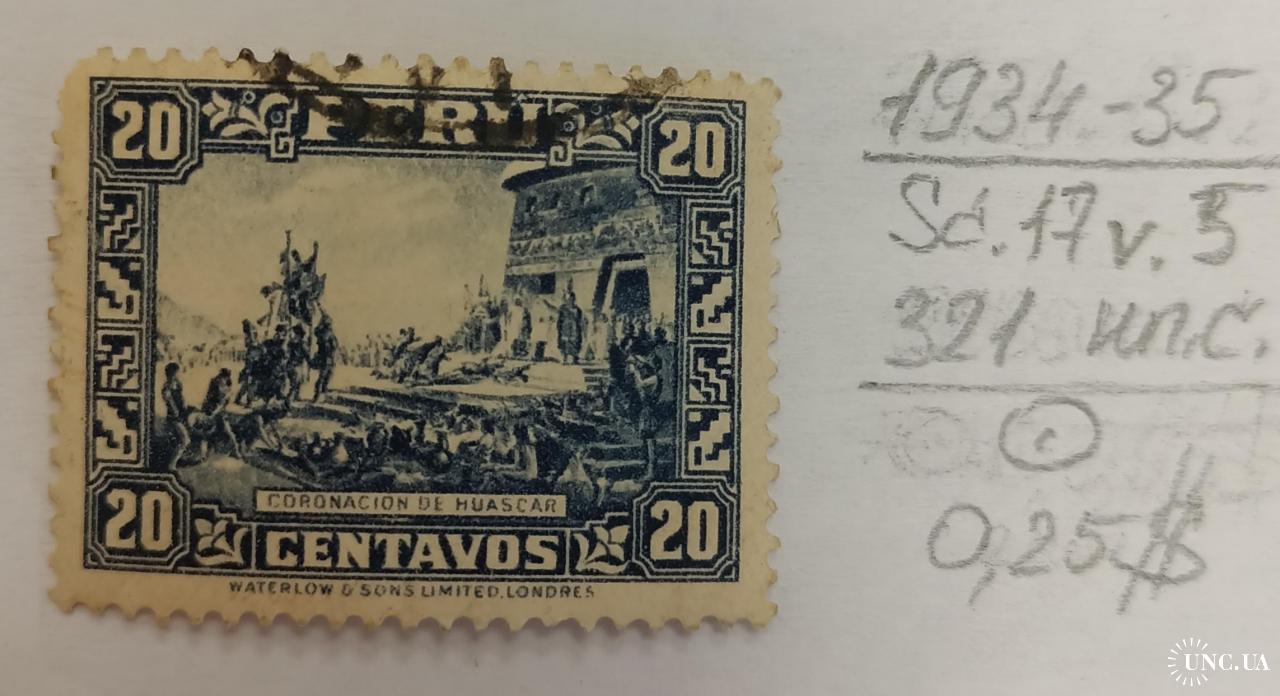 20 PERU 20
20 CORONACION DE HUASCAR 20
CENTAVOS
WATERLOW & SONS LIMITED, LONDRES
1934-35
Sc. 17 v. 5
321 ип.с.
0,25$
UNC.UA